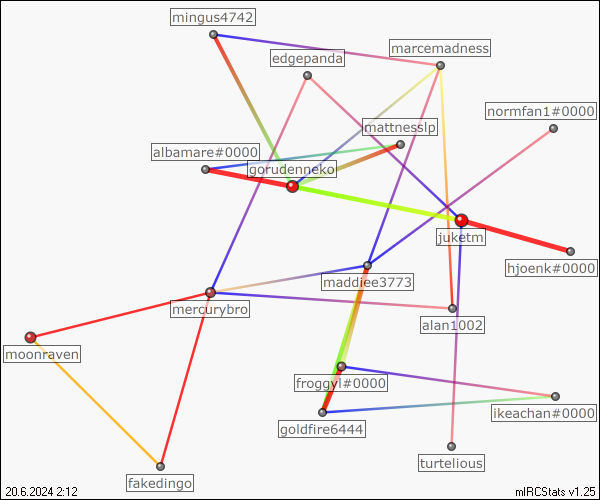 mingus4742
marcemadness
edgepanda
normfan1#0000
mattnesslp
albamare#0000
gorudenneko
juketm
hjoenk#0000
maddiee3773
mercurybro
alan1002
moonraven
froggyl#0000
ikeachan#0000
goldfire6444
turtelious
fakedingo
20.6.2024 2:12
mIRCStats v1.25